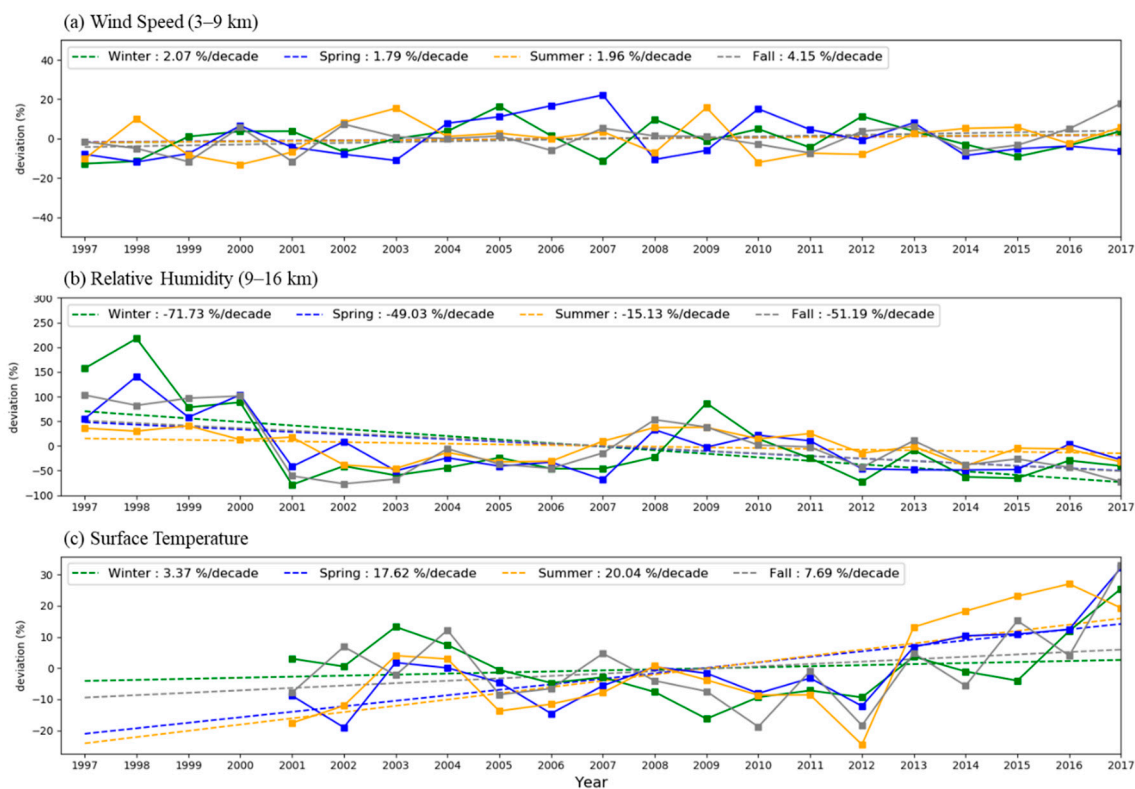 (a) Wind Speed (3–9 km)
Winter : 2.07 %/decade Spring : 1.79 %/decade Summer : 1.96 %/decade Fall : 4.15 %/decade
deviation (%)
40
20
0
−20
−40
1997 1998 1999 2000 2001 2002 2003 2004 2005 2006 2007 2008 2009 2010 2011 2012 2013 2014 2015 2016 2017
(b) Relative Humidity (9–16 km)
Winter : -71.73 %/decade Spring : -49.03 %/decade Summer : -15.13 %/decade Fall : -51.19 %/decade
deviation (%)
300
250
200
150
100
50
0
−50
−100
1997 1998 1999 2000 2001 2002 2003 2004 2005 2006 2007 2008 2009 2010 2011 2012 2013 2014 2015 2016 2017
(c) Surface Temperature
Winter : 3.37 %/decade Spring : 17.62 %/decade Summer : 20.04 %/decade Fall : 7.69 %/decade
deviation (%)
30
20
10
0
−10
−20
1997 1998 1999 2000 2001 2002 2003 2004 2005 2006 2007 2008 2009 2010 2011 2012 2013 2014 2015 2016 2017
Year